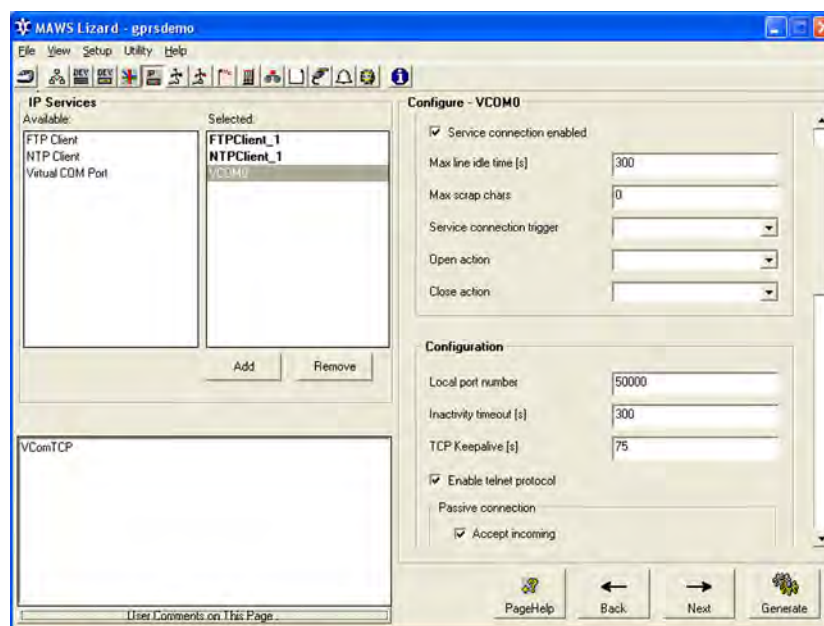 MAWS Lizard - gprsdemo
File View Setup Utility Help
IP Services
Available:
Selected:
FTP Client
NTP Client
Virtual COM Port
FTPClient_1
NTPClient_1
VCOM0
Add
Remove
VComTCP
User Comments on This Page
Configure - VCOM0
Service connection enabled
Max line idle time [s]
300
Max scrap chars
0
Service connection trigger
Open action
Close action
Configuration
Local port number
50000
Inactivity timeout [s]
300
TCP Keepalive [s]
75
Enable telnet protocol
Passive connection
Accept incoming
PageHelp
Back
Next
Generate